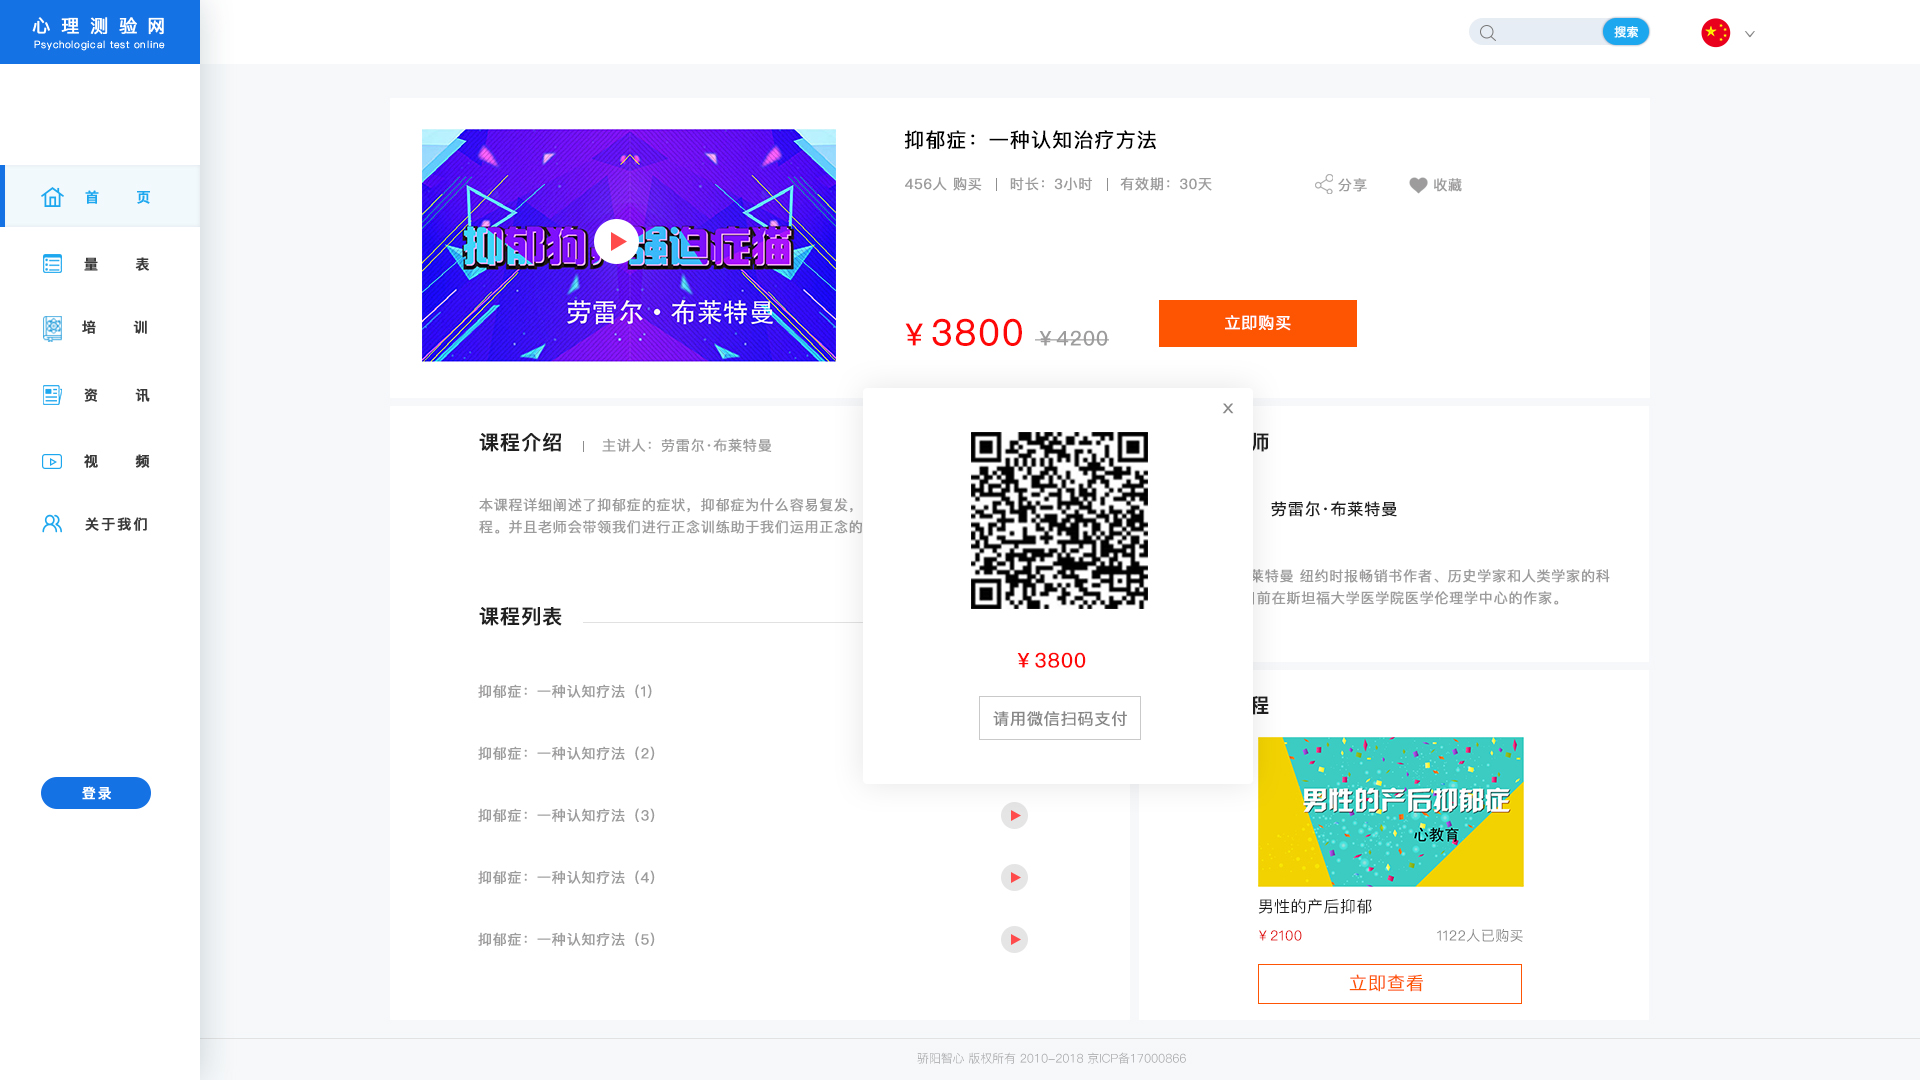 心理测验网
Psychological test online
搜索
首页
量表
培训
资讯
视频
关于我们
登录
抑郁狗
强迫症猫
劳雷尔·布莱特曼
抑郁症：一种认知治疗方法
456人 购买 | 时长：3小时 | 有效期：30天
分享
收藏
¥3800 ¥4200
立即购买
课程介绍 | 主讲人：劳雷尔·布莱特曼
本课程详细阐述了抑郁症的症状，抑郁症为什么容易复发，
程。并且老师会带领我们进行正念训练助于我们运用正念的
课程列表
抑郁症：一种认知疗法（1）
抑郁症：一种认知疗法（2）
抑郁症：一种认知疗法（3）
抑郁症：一种认知疗法（4）
抑郁症：一种认知疗法（5）
X
¥3800
请用微信扫码支付
师
劳雷尔·布莱特曼
莱特曼 纽约时报畅销书作者、历史学家和人类学家的科
前在斯坦福大学医学院医学伦理学中心的作家。
程
男性的产后抑郁症
心教育
男性的产后抑郁
¥2100
1122人已购买
立即查看
骄阳智心 版权所有 2010-2018 京ICP备17000866